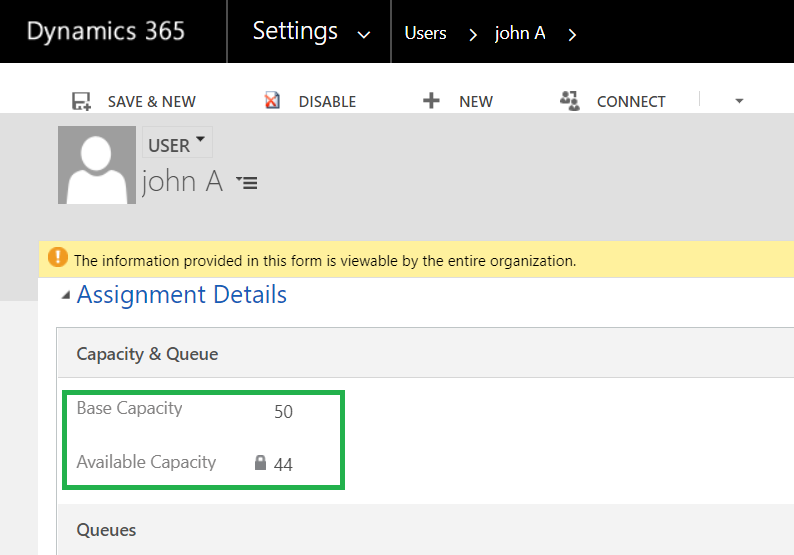 Dynamics 365 Settings Users john A
SAVE & NEW DISABLE NEW CONNECT
USER
john A
The information provided in this form is viewable by the entire organization.
Assignment Details
Capacity & Queue
Base Capacity 50
Available Capacity 44
Queues